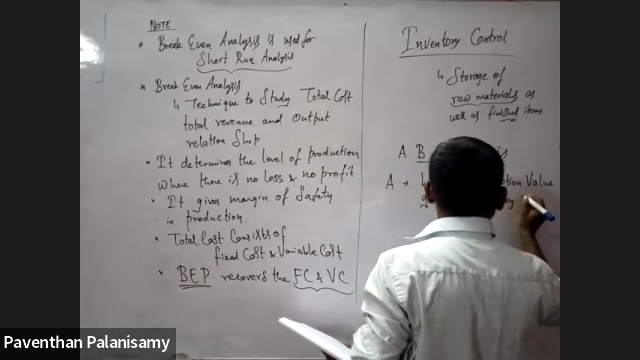 NOTE
* Break Even Analysis is used for
Short Run Analysis
* Break Even Analysis
↳ Technique to Study Total Cost
total revenue and output
relation Ship
* It determines the level of production
where there is no loss & no profit.
* It gives margin of Safety
in production.
* Total Cost Consists of
fixed Cost & Variable Cost
* BEP recovers the FC & VC
Inventory Control
↳ Storage of
raw materials as
well as finished items
A B
A →
Value
Paventhan Palanisamy